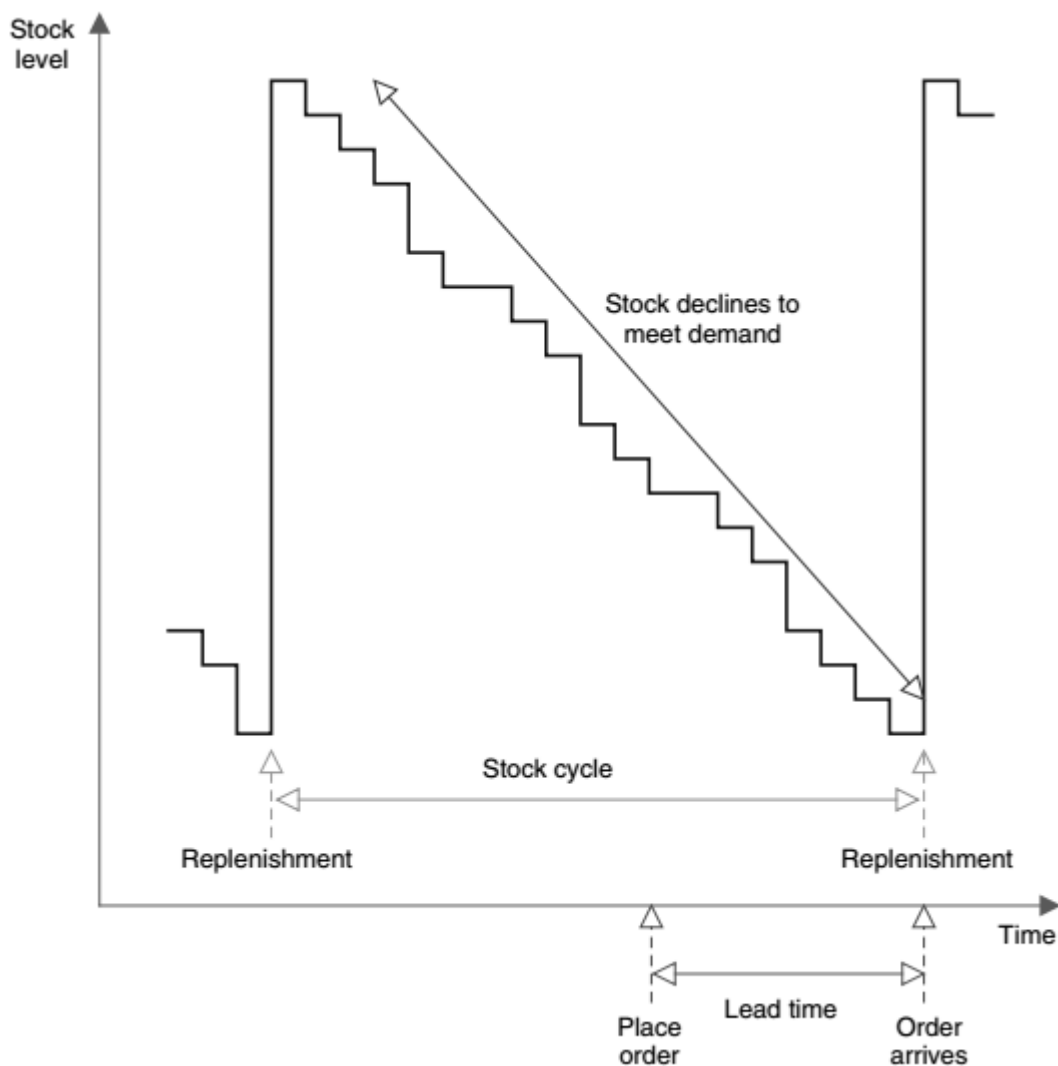 Stock
level
Stock declines to
meet demand
Stock cycle
Replenishment
Replenishment
Time
Lead time
Place
order
Order
arrives